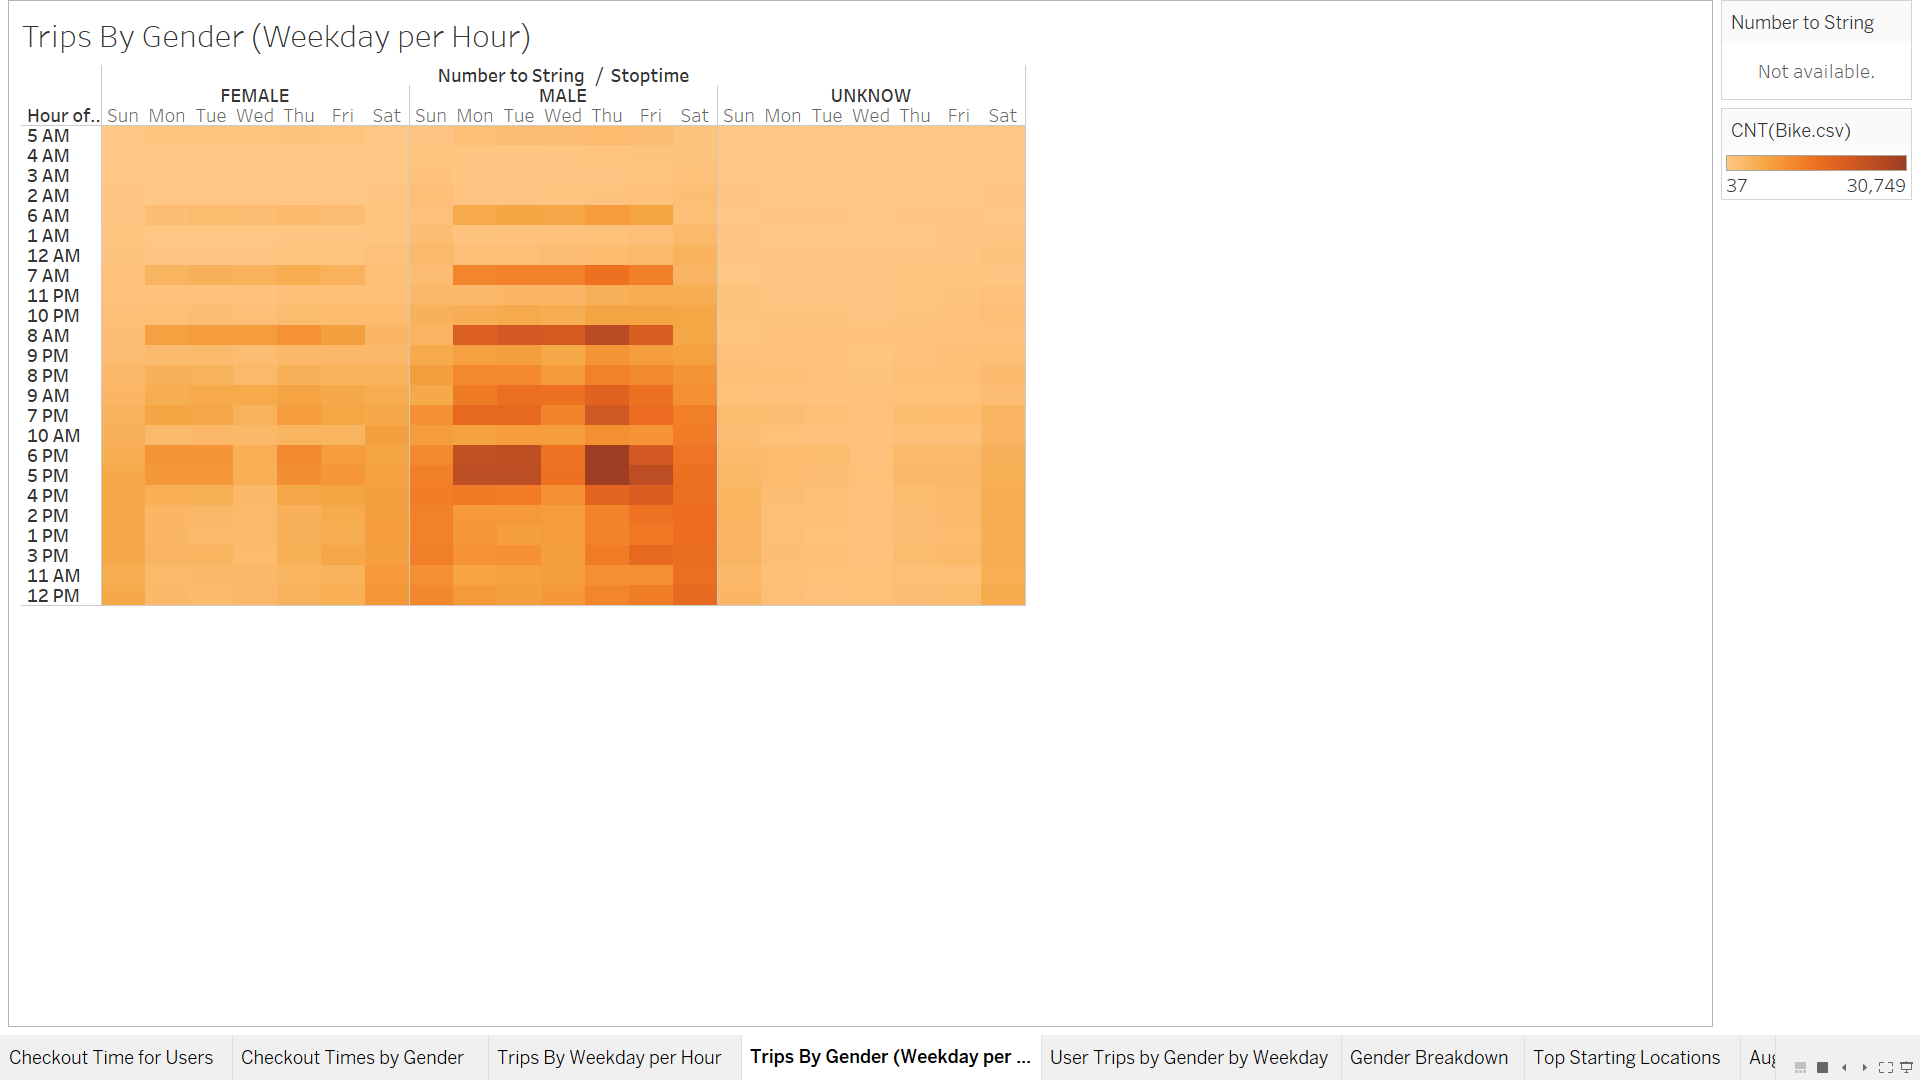 Trips By Gender (Weekday per Hour)
Number to String / Stoptime
FEMALE MALE UNKNOW
Hour of.. Sun Mon Tue Wed Thu Fri Sat Sun Mon Tue Wed Thu Fri Sat Sun Mon Tue Wed Thu Fri Sat
5 AM
4 AM
3 AM
2 AM
6 AM
1 AM
12 AM
7 AM
11 PM
10 PM
8 AM
9 PM
8 PM
9 AM
7 PM
10 AM
6 PM
5 PM
4 PM
2 PM
1 PM
3 PM
11 AM
12 PM
Number to String
Not available.
CNT(Bike.csv)
37 30,749
Checkout Time for Users Checkout Times by Gender Trips By Weekday per Hour Trips By Gender (Weekday per ... User Trips by Gender by Weekday Gender Breakdown Top Starting Locations Aug